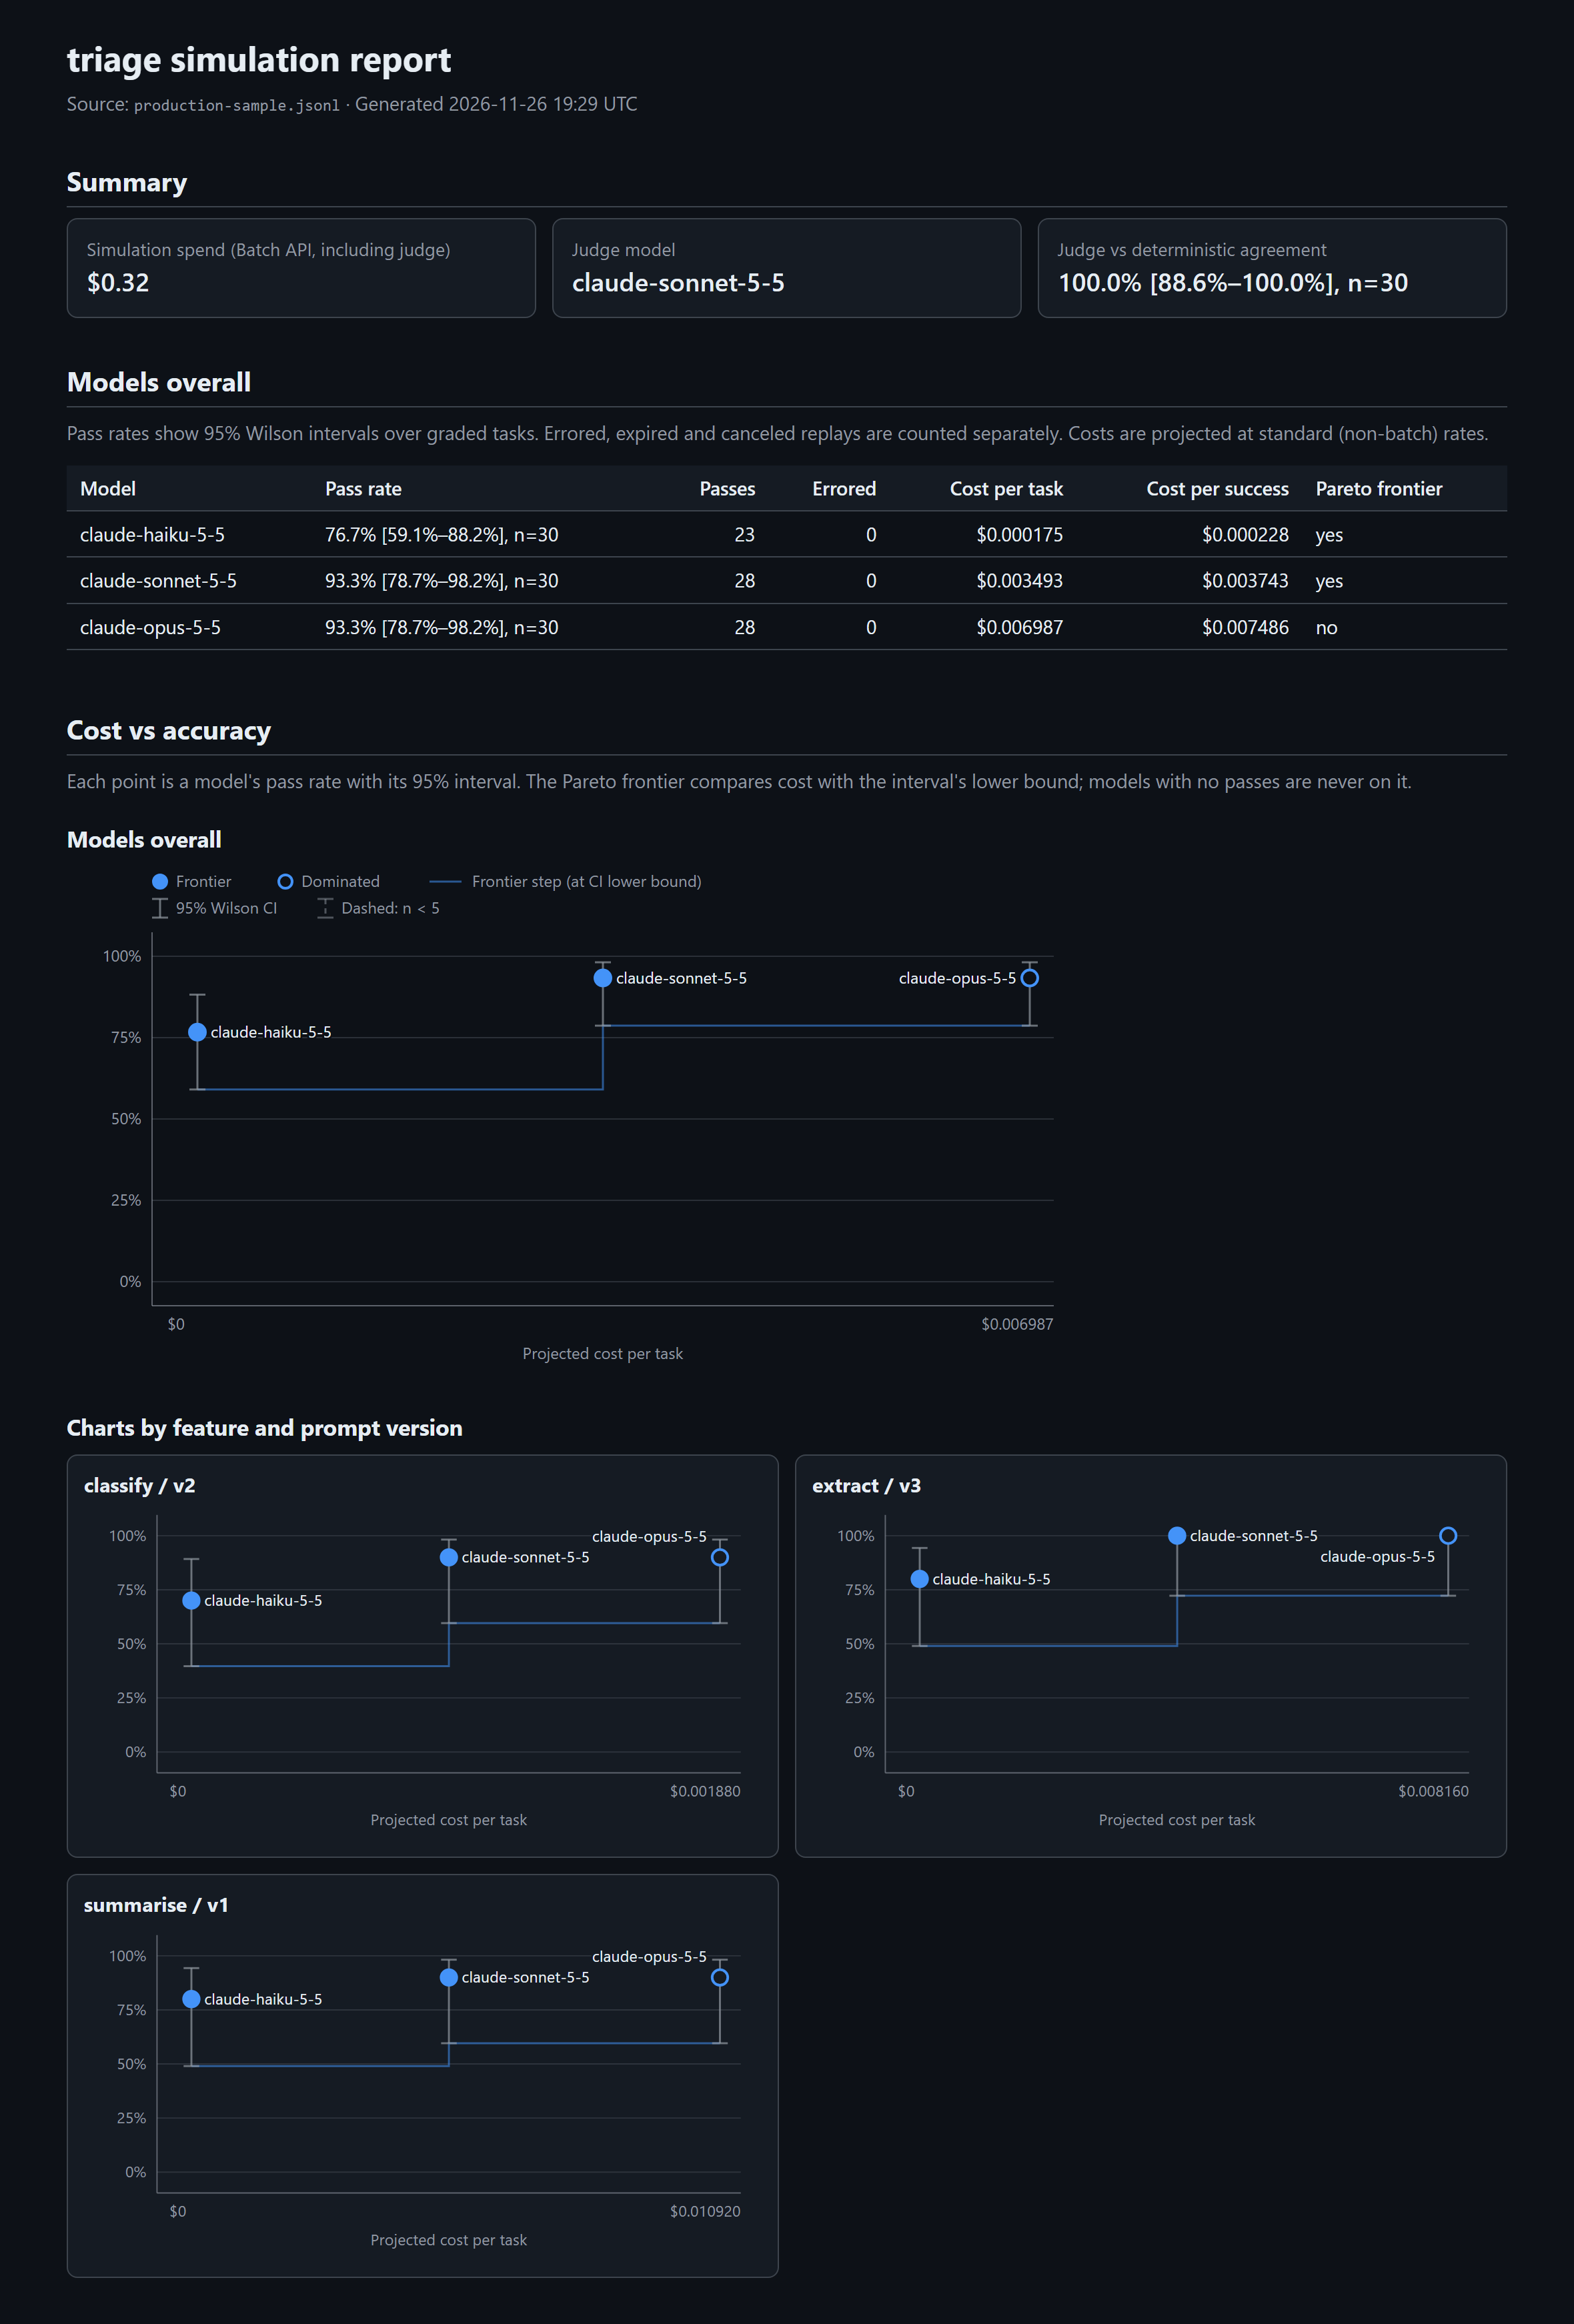 triage simulation report
Source: production-sample.jsonl · Generated 2026-11-26 19:29 UTC
Summary
Simulation spend (Batch API, including judge)
$0.32
Judge model
claude-sonnet-5-5
Judge vs deterministic agreement
100.0% [88.6%–100.0%], n=30
Models overall
Pass rates show 95% Wilson intervals over graded tasks. Errored, expired and canceled replays are counted separately. Costs are projected at standard (non-batch) rates.
Model Pass rate Passes Errored Cost per task Cost per success Pareto frontier
claude-haiku-5-5 76.7% [59.1%–88.2%], n=30 23 0 $0.000175 $0.000228 yes
claude-sonnet-5-5 93.3% [78.7%–98.2%], n=30 28 0 $0.003493 $0.003743 yes
claude-opus-5-5 93.3% [78.7%–98.2%], n=30 28 0 $0.006987 $0.007486 no
Cost vs accuracy
Each point is a model's pass rate with its 95% interval. The Pareto frontier compares cost with the interval's lower bound; models with no passes are never on it.
Models overall
Frontier Dominated Frontier step (at CI lower bound)
95% Wilson CI Dashed: n < 5
100%
claude-sonnet-5-5 claude-opus-5-5
claude-haiku-5-5
75%
50%
25%
0%
$0 $0.006987
Projected cost per task
Charts by feature and prompt version
classify / v2
100%
claude-opus-5-5
claude-sonnet-5-5
75%
claude-haiku-5-5
50%
25%
0%
$0 $0.001880
Projected cost per task
extract / v3
100%
claude-sonnet-5-5
claude-opus-5-5
claude-haiku-5-5
75%
50%
25%
0%
$0 $0.008160
Projected cost per task
summarise / v1
100%
claude-opus-5-5
claude-sonnet-5-5
claude-haiku-5-5
75%
50%
25%
0%
$0 $0.010920
Projected cost per task